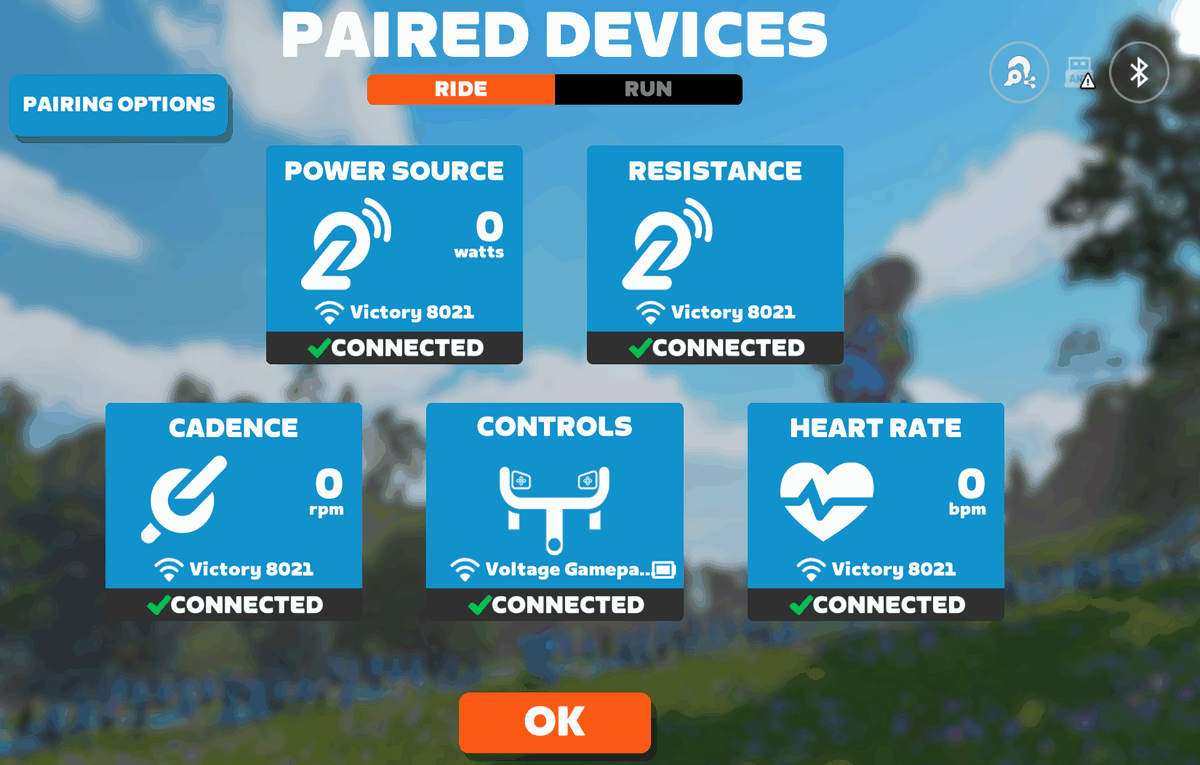 PAIRED DEVICES
RIDE
RUN
PAIRING OPTIONS
ANT
POWER SOURCE
0
watts
Victory 8021
CONNECTED
RESISTANCE
Victory 8021
CONNECTED
CADENCE
0
rpm
Victory 8021
CONNECTED
CONTROLS
Voltage Gamepa..
CONNECTED
HEART RATE
0
bpm
Victory 8021
CONNECTED
OK